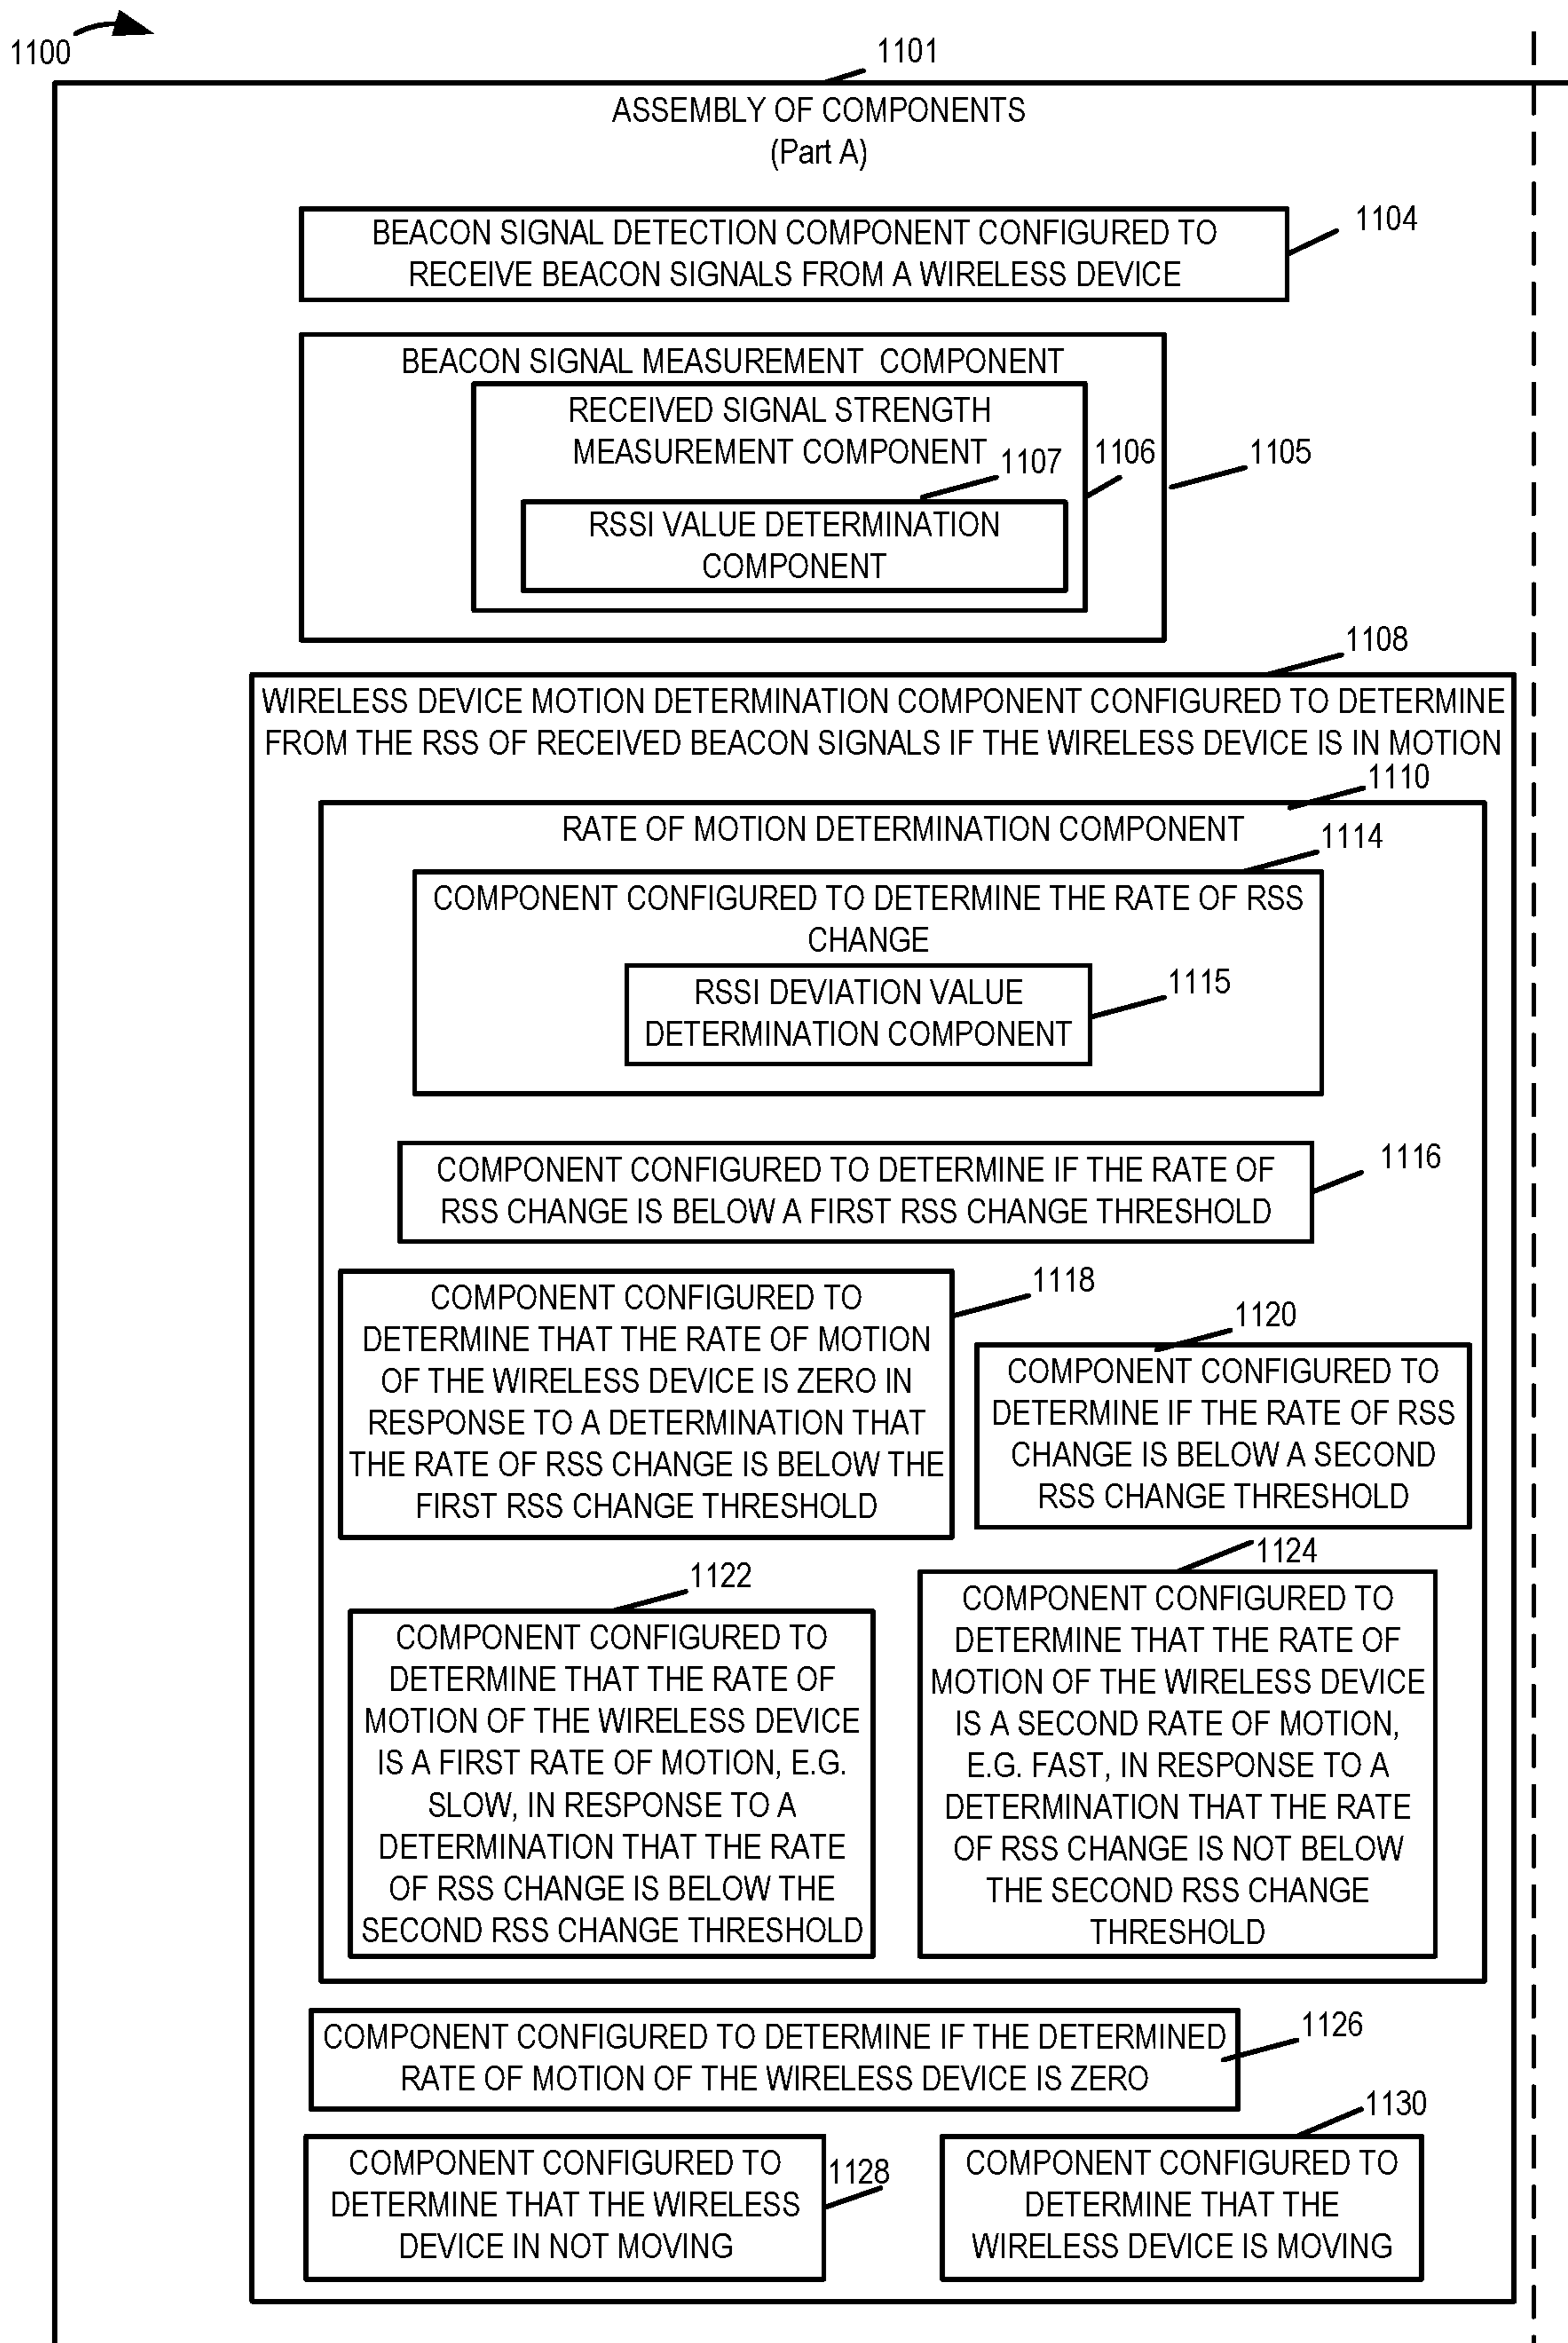 1100
1101
ASSEMBLY OF COMPONENTS
(Part A)
BEACON SIGNAL DETECTION COMPONENT CONFIGURED TO
RECEIVE BEACON SIGNALS FROM A WIRELESS DEVICE
1104
BEACON SIGNAL MEASUREMENT COMPONENT
RECEIVED SIGNAL STRENGTH
MEASUREMENT COMPONENT
1107
1106
1105
RSSI VALUE DETERMINATION
COMPONENT
1108
WIRELESS DEVICE MOTION DETERMINATION COMPONENT CONFIGURED TO DETERMINE
FROM THE RSS OF RECEIVED BEACON SIGNALS IF THE WIRELESS DEVICE IS IN MOTION
1110
RATE OF MOTION DETERMINATION COMPONENT
1114
COMPONENT CONFIGURED TO DETERMINE THE RATE OF RSS
CHANGE
RSSI DEVIATION VALUE
DETERMINATION COMPONENT
1115
COMPONENT CONFIGURED TO DETERMINE IF THE RATE OF
RSS CHANGE IS BELOW A FIRST RSS CHANGE THRESHOLD
1116
COMPONENT CONFIGURED TO
DETERMINE THAT THE RATE OF MOTION
OF THE WIRELESS DEVICE IS ZERO IN
RESPONSE TO A DETERMINATION THAT
THE RATE OF RSS CHANGE IS BELOW THE
FIRST RSS CHANGE THRESHOLD
1118
1120
COMPONENT CONFIGURED TO
DETERMINE IF THE RATE OF RSS
CHANGE IS BELOW A SECOND
RSS CHANGE THRESHOLD
1122
COMPONENT CONFIGURED TO
DETERMINE THAT THE RATE OF
MOTION OF THE WIRELESS DEVICE
IS A FIRST RATE OF MOTION, E.G.
SLOW, IN RESPONSE TO A
DETERMINATION THAT THE RATE
OF RSS CHANGE IS BELOW THE
SECOND RSS CHANGE THRESHOLD
1124
COMPONENT CONFIGURED TO
DETERMINE THAT THE RATE OF
MOTION OF THE WIRELESS DEVICE
IS A SECOND RATE OF MOTION,
E.G. FAST, IN RESPONSE TO A
DETERMINATION THAT THE RATE
OF RSS CHANGE IS NOT BELOW
THE SECOND RSS CHANGE
THRESHOLD
COMPONENT CONFIGURED TO DETERMINE IF THE DETERMINED
RATE OF MOTION OF THE WIRELESS DEVICE IS ZERO
1126
COMPONENT CONFIGURED TO
DETERMINE THAT THE WIRELESS
DEVICE IN NOT MOVING
1128
1130
COMPONENT CONFIGURED TO
DETERMINE THAT THE
WIRELESS DEVICE IS MOVING